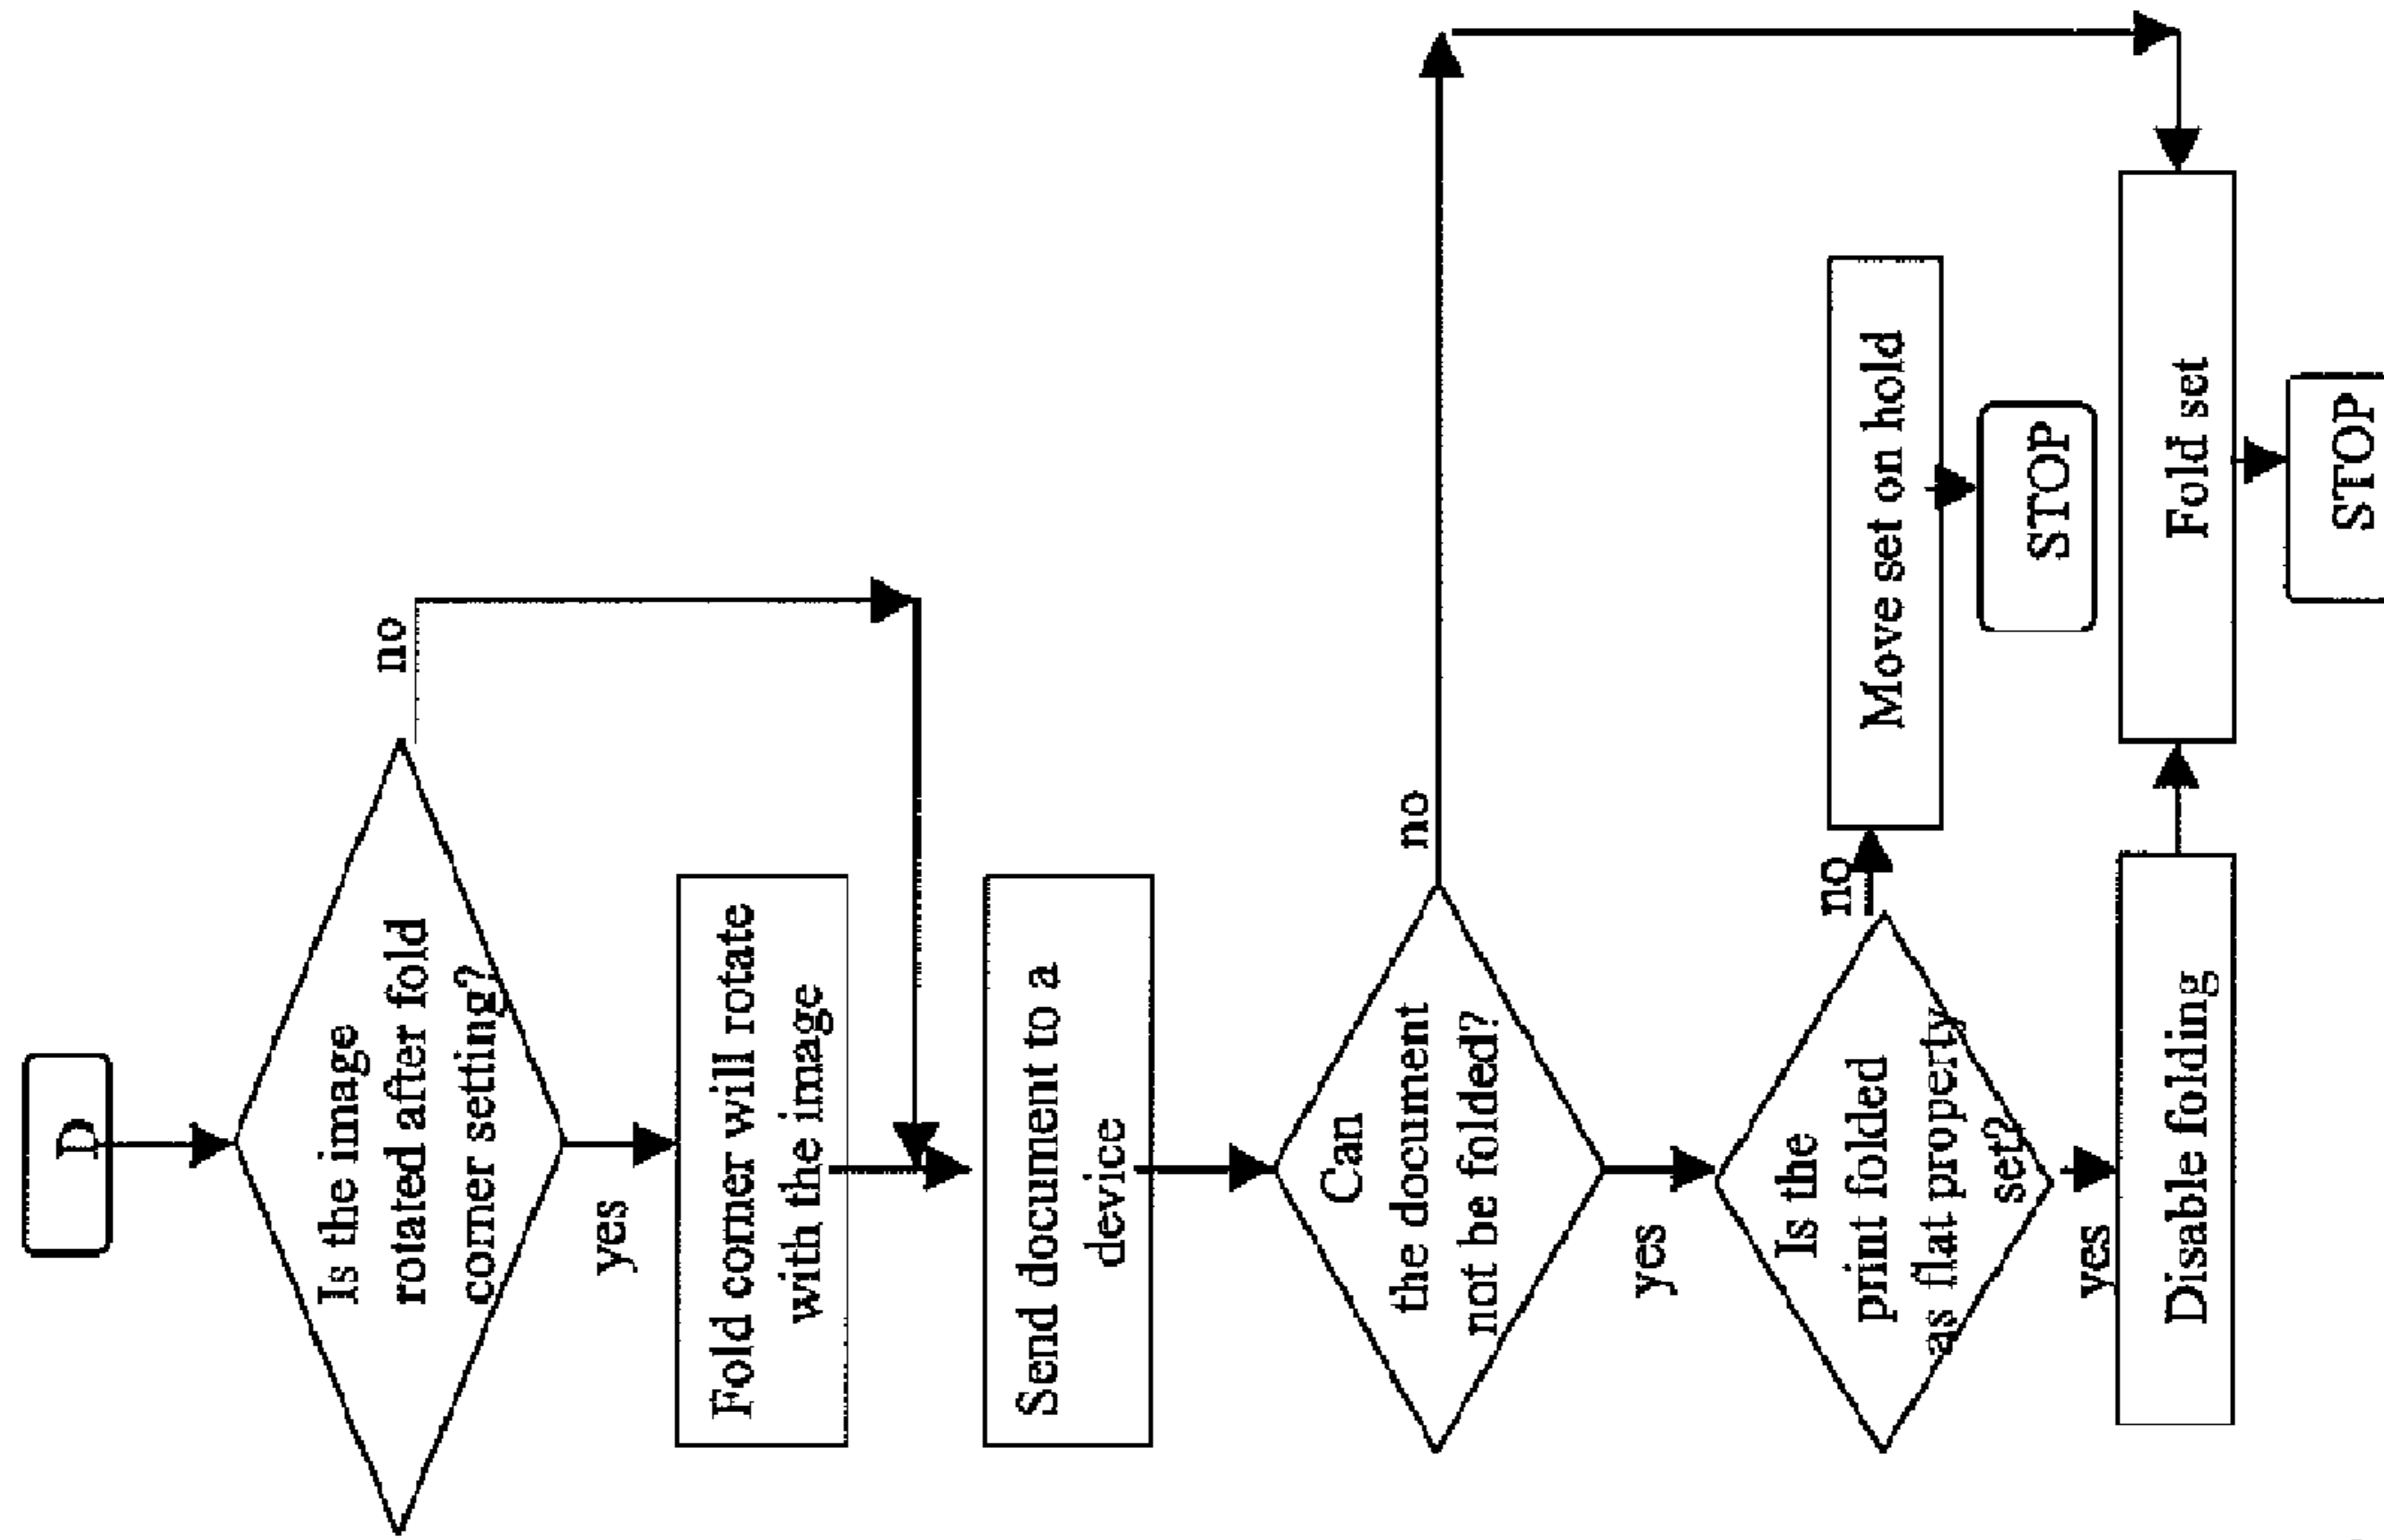 D
Is the image
rotated after fold
corner setting?
no
yes
Fold corner will rotate
with the image
Send document to a
device
Can
the document
not be folded?
no
yes
Is the
print folded
as flat property
set?
no
Move set on hold
STOP
yes
Disable folding
Fold set
STOP